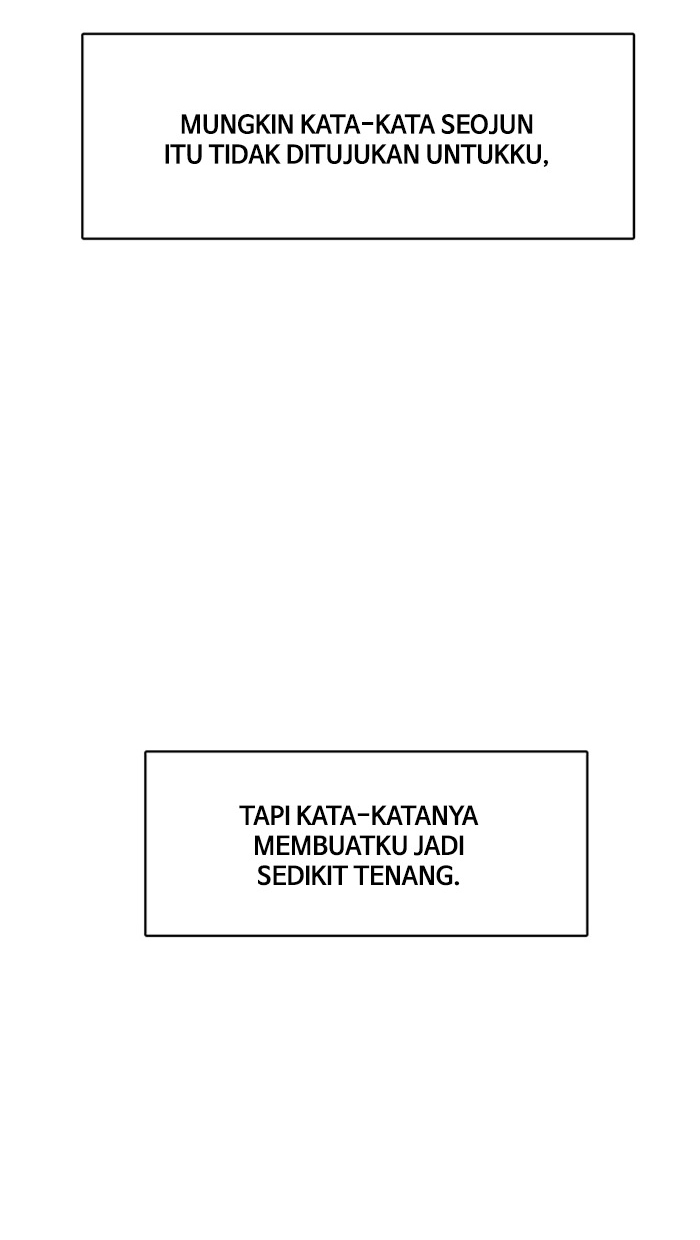 MUNGKIN KATA-KATA SEOJUN
ITU TIDAK DITUJUKAN UNTUKKU,
TAPI KATA-KATANYA
MEMBUATKU JADI
SEDIKIT TENANG.